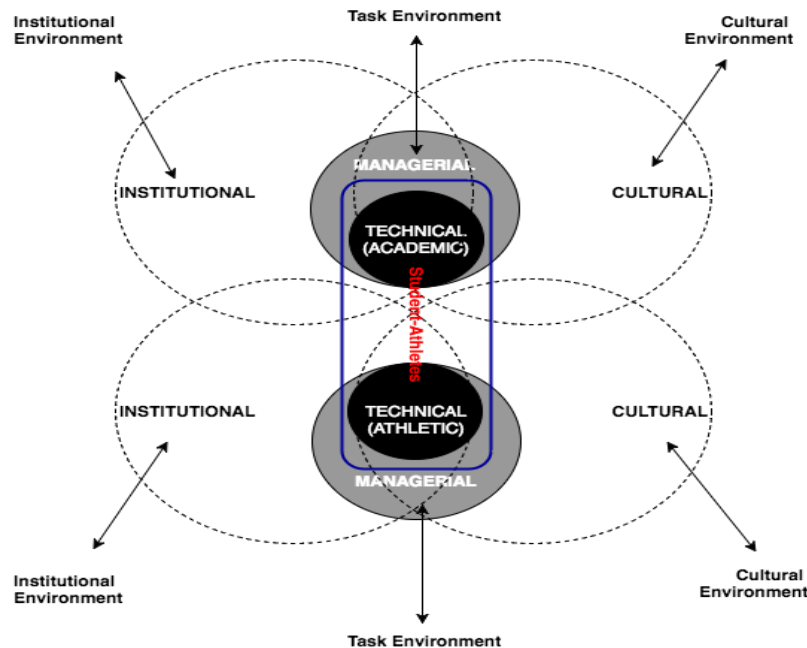 Institutional
Environment
Task Environment
Cultural
Environment
MANAGERIAL
INSTITUTIONAL
CULTURAL
TECHNICAL
(ACADEMIC)
Student-Athletes
INSTITUTIONAL
TECHNICAL
(ATHLETIC)
CULTURAL
MANAGERIAL
Institutional
Environment
Cultural
Environment
Task Environment